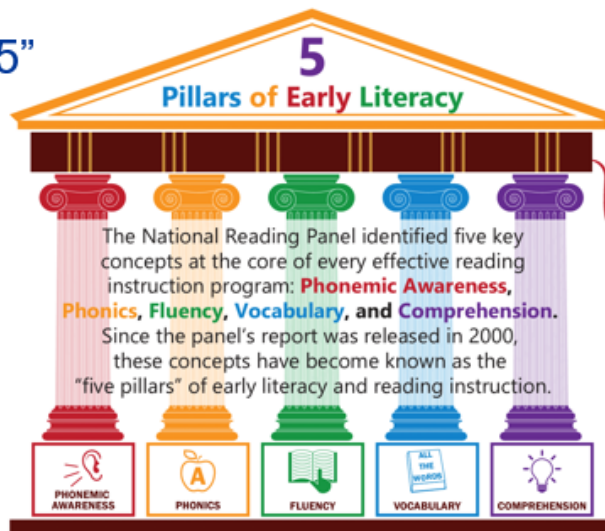 5”
5
Pillars of Early Literacy
The National Reading Panel identified five key
concepts at the core of every effective reading
instruction program: Phonemic Awareness,
Phonics, Fluency, Vocabulary, and Comprehension.
Since the panel's report was released in 2000,
these concepts have become known as the
“five pillars” of early literacy and reading instruction.
A
ALL
THE
WORDS
PHONEMIC
AWARENESS
PHONICS
FLUENCY
VOCABULARY
COMPREHENSION